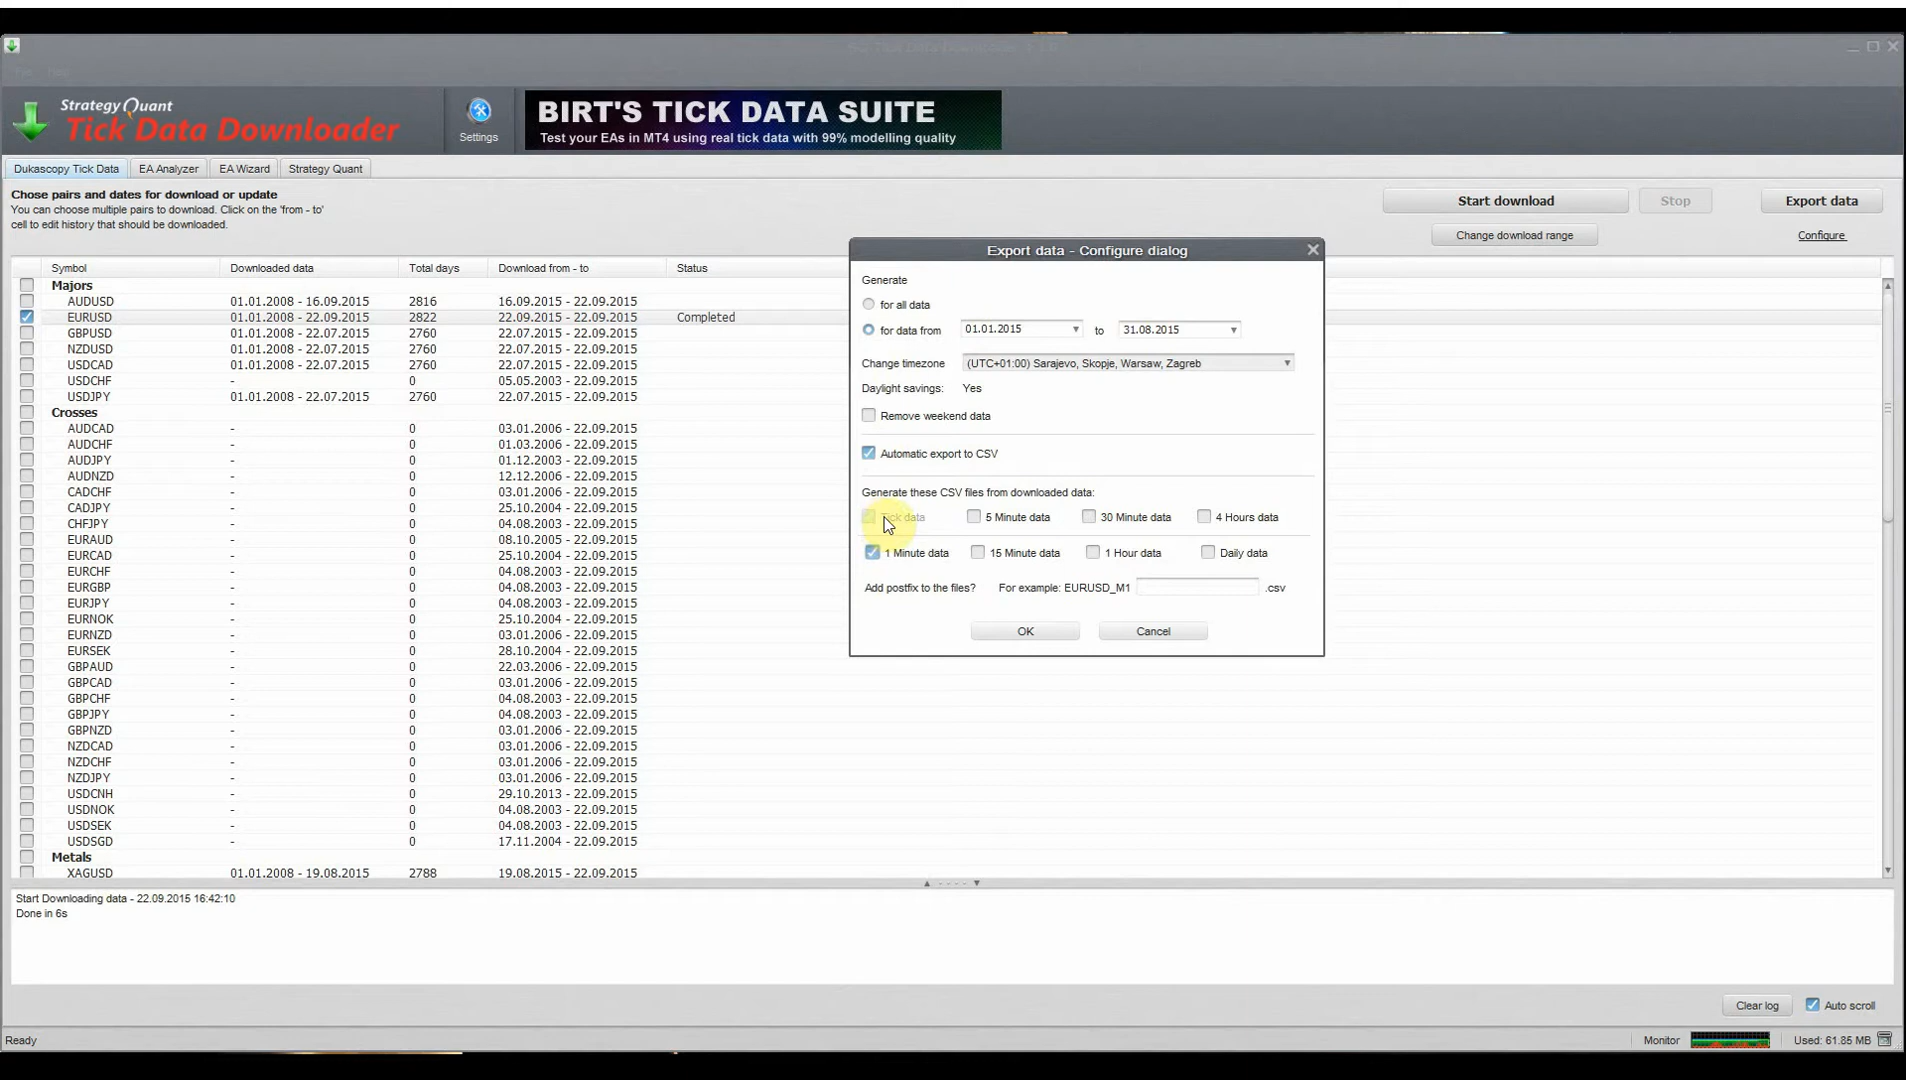 StrategyQuant
Tick Data Downloader
Settings
BIRT'S TICK DATA SUITE
Test your EAs in MT4 using real tick data with 99% modelling quality
Dukascopy Tick Data EA Analyzer EA Wizard Strategy Quant
Chose pairs and dates for download or update
You can choose multiple pairs to download. Click on the 'from - to'
cell to edit history that should be downloaded.
Start download Stop Export data
Change download range Configure
Symbol Downloaded data Total days Download from - to Status
Majors
AUDUSD 01.01.2008 - 16.09.2015 2816 16.09.2015 - 22.09.2015
EURUSD 01.01.2008 - 22.09.2015 2822 22.09.2015 - 22.09.2015 Completed
GBPUSD 01.01.2008 - 22.07.2015 2760 22.07.2015 - 22.09.2015
NZDUSD 01.01.2008 - 22.07.2015 2760 22.07.2015 - 22.09.2015
USDCAD 01.01.2008 - 22.07.2015 2760 22.07.2015 - 22.09.2015
USDCHF - 0 05.05.2003 - 22.09.2015
USDJPY 01.01.2008 - 22.07.2015 2760 22.07.2015 - 22.09.2015
Crosses
AUDCAD - 0 03.01.2006 - 22.09.2015
AUDCHF - 0 01.03.2006 - 22.09.2015
AUDJPY - 0 01.12.2003 - 22.09.2015
AUDNZD - 0 12.12.2006 - 22.09.2015
CADCHF - 0 03.01.2006 - 22.09.2015
CADJPY - 0 25.10.2004 - 22.09.2015
CHFJPY - 0 04.08.2003 - 22.09.2015
EURAUD - 0 08.10.2005 - 22.09.2015
EURCAD - 0 25.10.2004 - 22.09.2015
EURCHF - 0 04.08.2003 - 22.09.2015
EURGBP - 0 04.08.2003 - 22.09.2015
EURJPY - 0 04.08.2003 - 22.09.2015
EURNOK - 0 25.10.2004 - 22.09.2015
EURNZD - 0 03.01.2006 - 22.09.2015
EURSEK - 0 28.10.2004 - 22.09.2015
GBPAUD - 0 22.03.2006 - 22.09.2015
GBPCAD - 0 03.01.2006 - 22.09.2015
GBPCHF - 0 04.08.2003 - 22.09.2015
GBPJPY - 0 04.08.2003 - 22.09.2015
GBPNZD - 0 03.01.2006 - 22.09.2015
NZDCAD - 0 03.01.2006 - 22.09.2015
NZDCHF - 0 03.01.2006 - 22.09.2015
NZDJPY - 0 03.01.2006 - 22.09.2015
USDCNH - 0 29.10.2013 - 22.09.2015
USDNOK - 0 04.08.2003 - 22.09.2015
USDSEK - 0 04.08.2003 - 22.09.2015
USDSGD - 0 17.11.2004 - 22.09.2015
Metals
XAGUSD 01.01.2008 - 19.08.2015 2788 19.08.2015 - 22.09.2015
Export data - Configure dialog
Generate
for all data
for data from 01.01.2015 to 31.08.2015
Change timezone (UTC+01:00) Sarajevo, Skopje, Warsaw, Zagreb
Daylight savings: Yes
Remove weekend data
Automatic export to CSV
Generate these CSV files from downloaded data:
Tick data 5 Minute data 30 Minute data 4 Hours data
1 Minute data 15 Minute data 1 Hour data Daily data
Add postfix to the files? For example: EURUSD_M1 .csv
OK Cancel
Start Downloading data - 22.09.2015 16:42:10
Done in 6s
Clear log Auto scroll
Ready Monitor Used: 61.85 MB